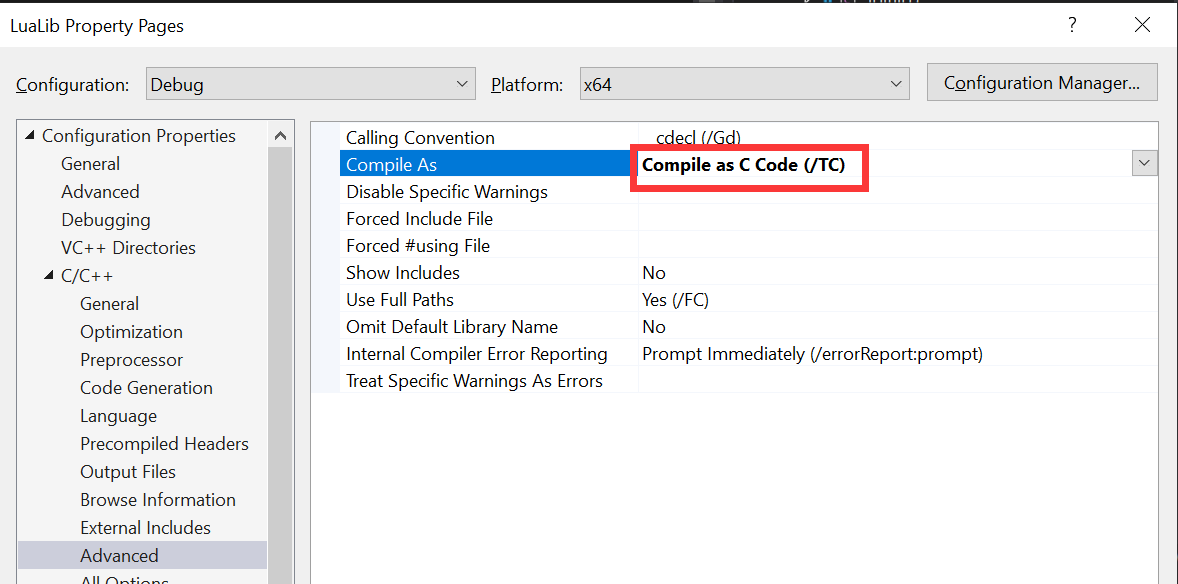 LuaLib Property Pages
Configuration: Debug Platform: x64 Configuration Manager...
Configuration Properties
General
Advanced
Debugging
VC++ Directories
C/C++
General
Optimization
Preprocessor
Code Generation
Language
Precompiled Headers
Output Files
Browse Information
External Includes
Advanced
All Options
Calling Convention cdecl (/Gd)
Compile As Compile as C Code (/TC)
Disable Specific Warnings
Forced Include File
Forced #using File
Show Includes No
Use Full Paths Yes (/FC)
Omit Default Library Name No
Internal Compiler Error Reporting Prompt Immediately (/errorReport:prompt)
Treat Specific Warnings As Errors